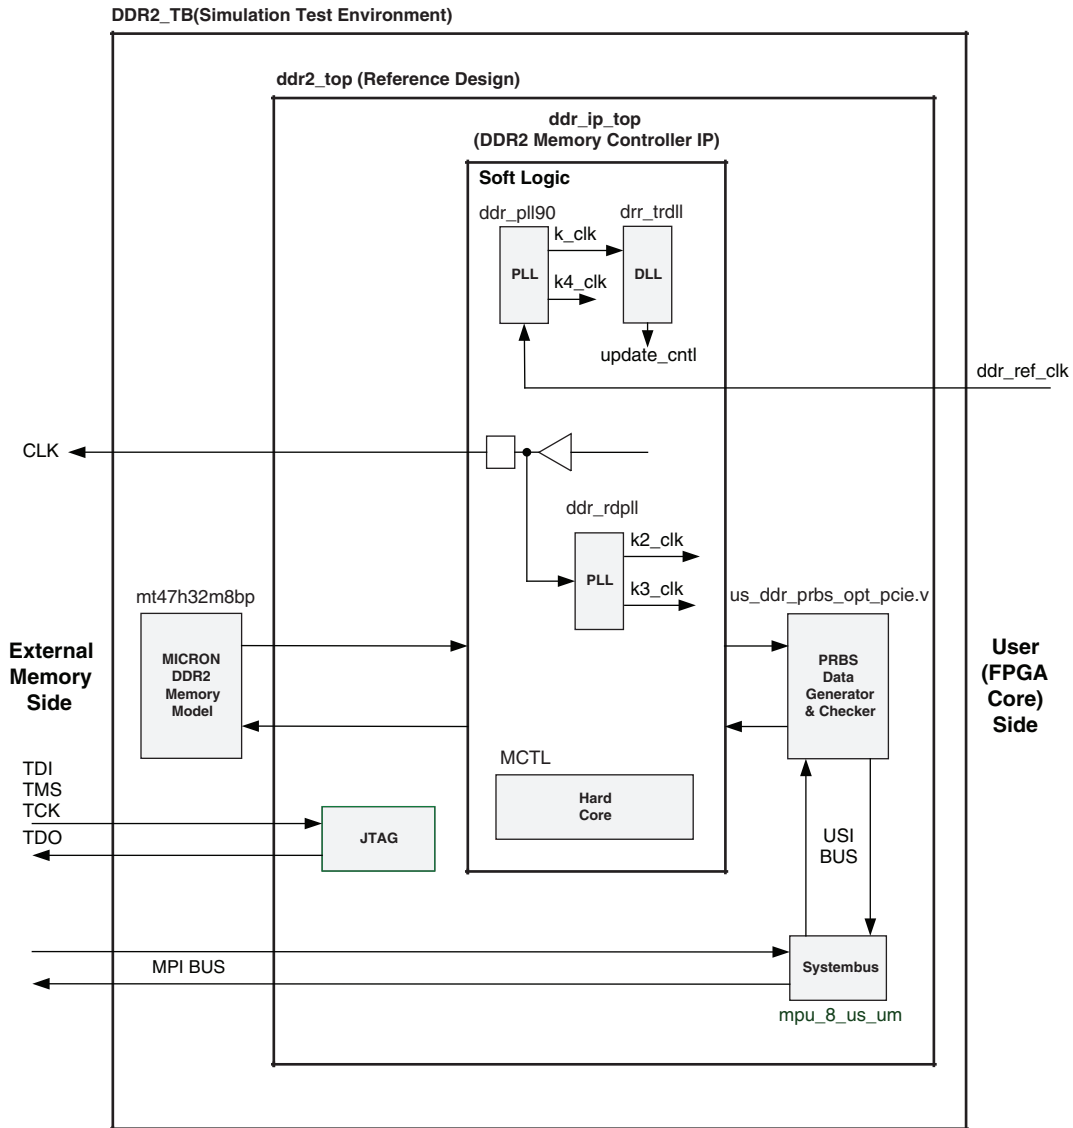 DDR2_TB(Simulation Test Environment)
ddr2_top (Reference Design)
ddr_ip_top
(DDR2 Memory Controller IP)
Soft Logic
ddr_pll90
drr_trdll
k_clk
PLL
DLL
k4_clk
update_cntl
ddr_ref_clk
CLK
ddr_rdpll
k2_clk
PLL
k3_clk
mt47h32m8bp
us_ddr_prbs_opt_pcie.v
External
Memory
Side
MICRON
DDR2
Memory
Model
PRBS
Data
Generator
& Checker
User
(FPGA
Core)
Side
MCTL
Hard
Core
TDI
TMS
TCK
TDO
JTAG
USI
BUS
MPI BUS
Systembus
mpu_8_us_um